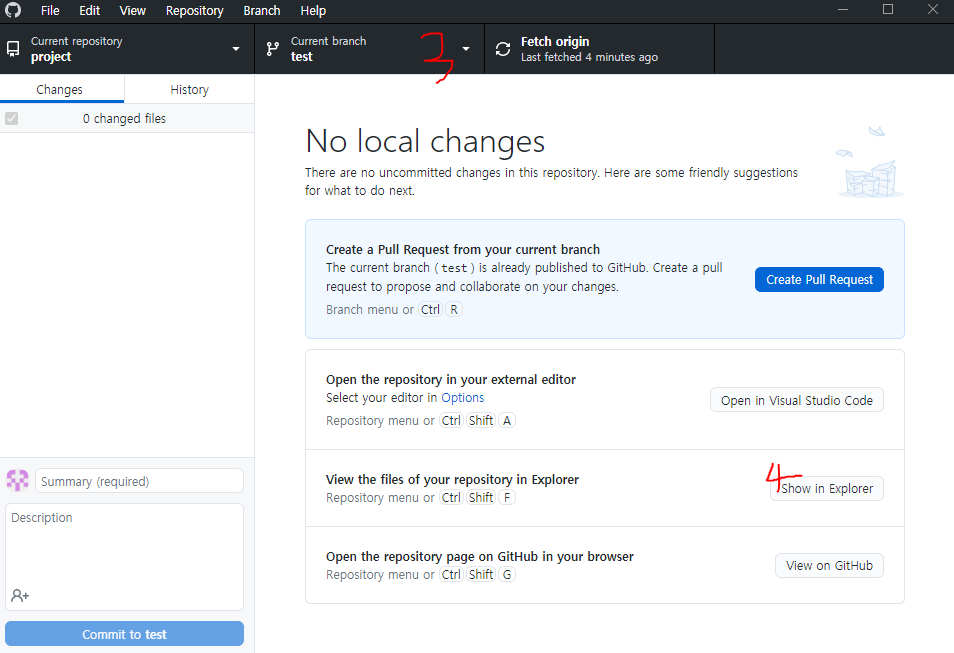 File Edit View Repository Branch Help
Current repository
project
Current branch
test
3
Fetch origin
Last fetched 4 minutes ago
Changes
History
0 changed files
No local changes
There are no uncommitted changes in this repository. Here are some friendly suggestions
for what to do next.
Create a Pull Request from your current branch
The current branch (test) is already published to GitHub. Create a pull
request to propose and collaborate on your changes.
Branch menu or Ctrl R
Create Pull Request
Open the repository in your external editor
Select your editor in Options
Repository menu or Ctrl Shift A
Open in Visual Studio Code
View the files of your repository in Explorer
Repository menu or Ctrl Shift F
4
Show in Explorer
Open the repository page on GitHub in your browser
Repository menu or Ctrl Shift G
View on GitHub
Summary (required)
Description
Commit to test